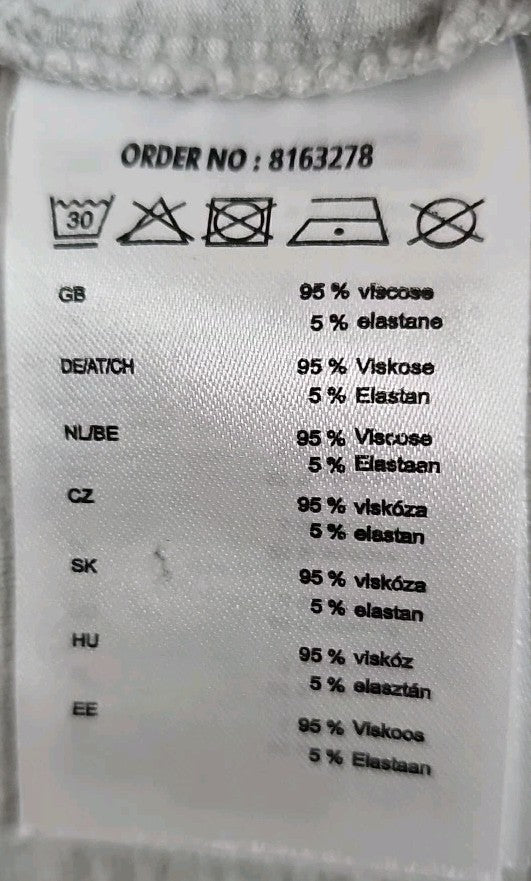 ORDER NO : 8163278
30
GB 95 % viscose
5 % elastane
DE/AT/CH 95 % Viskose
5 % Elastan
NL/BE 95 % Viscose
5 % Elastaan
CZ 95 % viskóza
5 % elastan
SK 95 % viskóza
5 % elastan
HU 95 % viskóz
5 % elasztán
EE 95 % Viskoos
5 % Elastaan